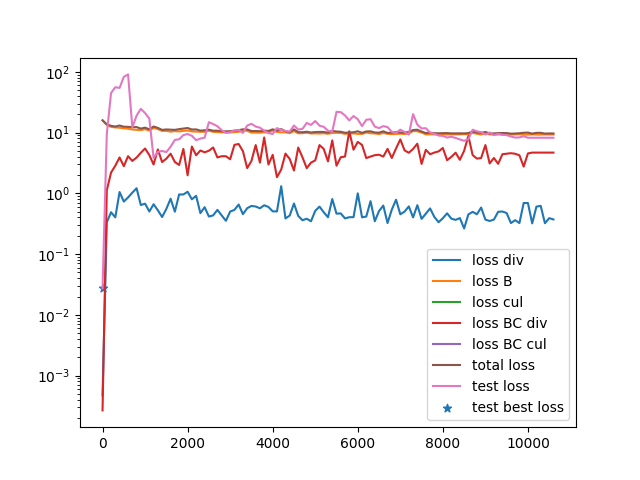 10²
10¹
10⁰
10⁻¹
10⁻²
10⁻³
0 2000 4000 6000 8000 10000
loss div
loss B
loss cul
loss BC div
loss BC cul
total loss
test loss
test best loss